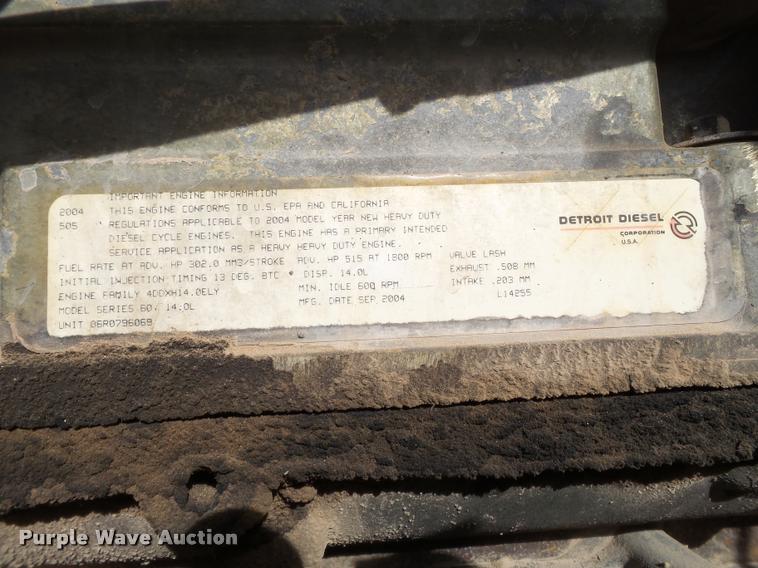 IMPORTANT ENGINE INFORMATION
2004 THIS ENGINE CONFORMS TO U.S. EPA AND CALIFORNIA
505 REGULATIONS APPLICABLE TO 2004 MODEL YEAR NEW HEAVY DUTY
DIESEL CYCLE ENGINES. THIS ENGINE HAS A PRIMARY INTENDED
SERVICE APPLICATION AS A HEAVY HEAVY DUTY ENGINE.
FUEL RATE AT ADV. HP 302.0 MM3/STROKE ADV. HP 515 AT 1800 RPM VALVE LASH
INITIAL INJECTION TIMING 13 DEG. BTC * DISP. 14.0L EXHAUST .508 MM
ENGINE FAMILY 4DDXH14.0ELY MIN. IDLE 600 RPM INTAKE .203 MM
MODEL SERIES 60, 14.0L MFG. DATE SEP 2004 L14255
UNIT 06R0796069
DETROIT DIESEL
CORPORATION
U.S.A.
Purple Wave Auction